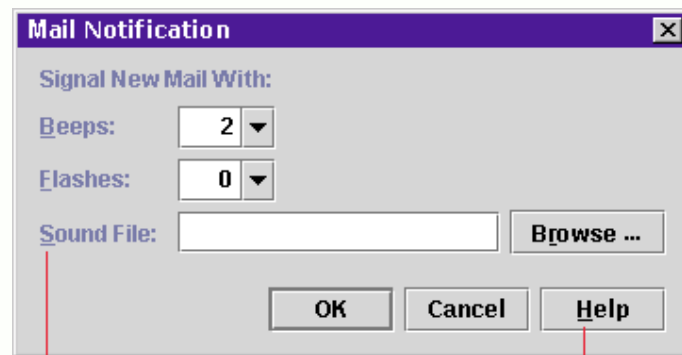 Mail Notification
Signal New Mail With:
Beeps: 2
Flashes: 0
Sound File: Browse ...
OK Cancel Help